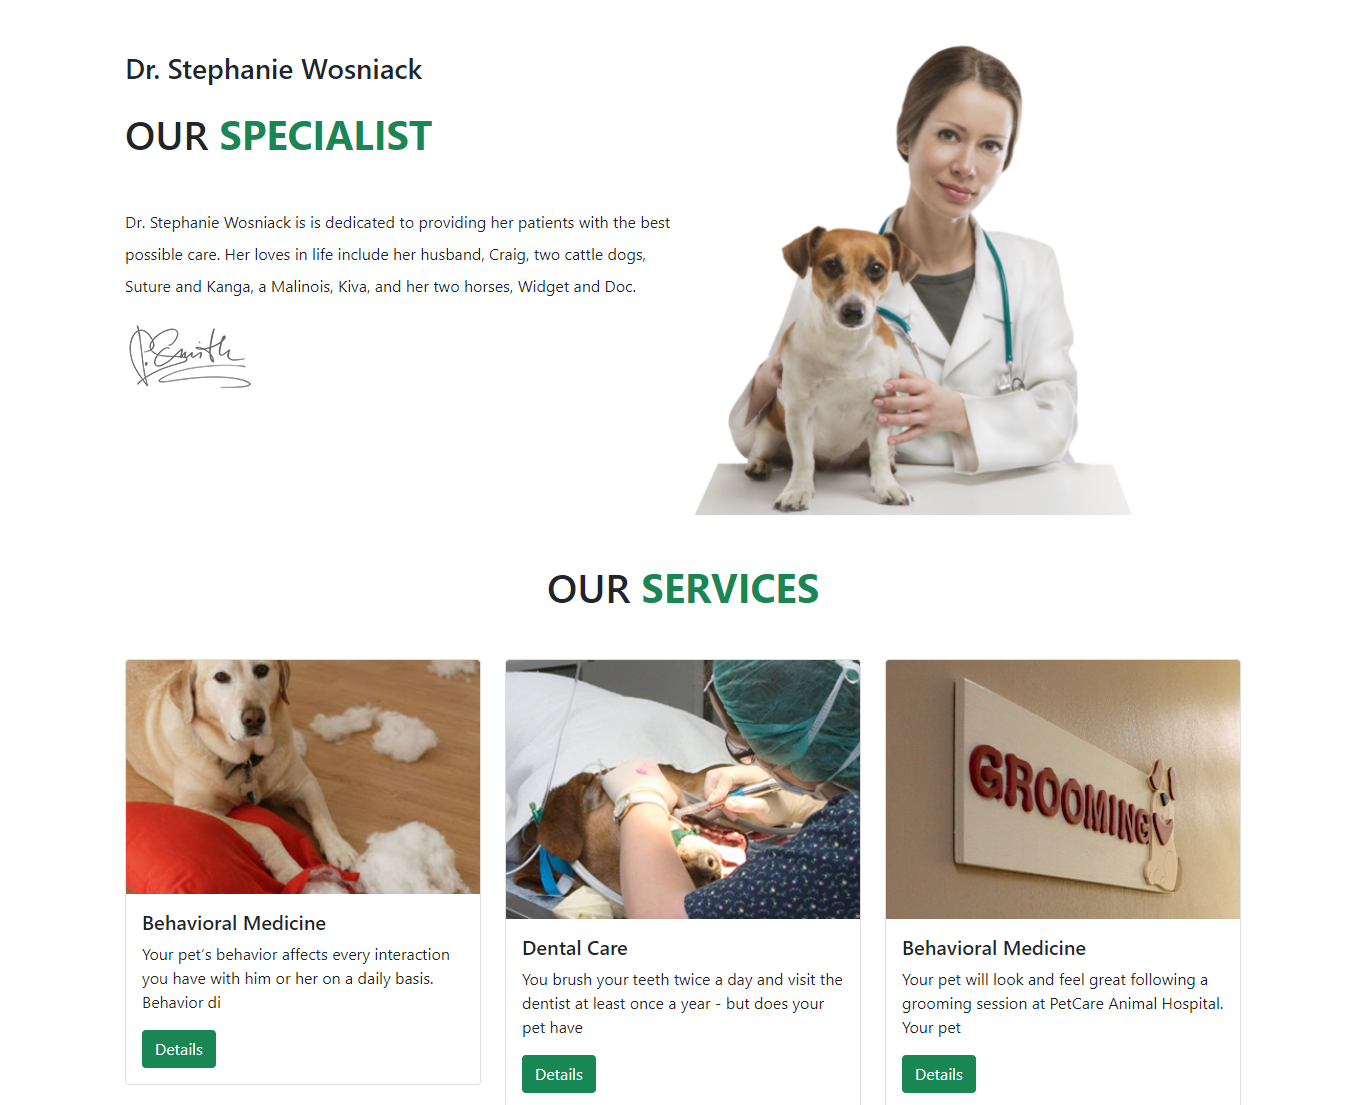 Dr. Stephanie Wosniack
OUR SPECIALIST
Dr. Stephanie Wosniack is is dedicated to providing her patients with the best
possible care. Her loves in life include her husband, Craig, two cattle dogs,
Suture and Kanga, a Malinois, Kiva, and her two horses, Widget and Doc.
P. Smith
OUR SERVICES
GROOMING
Behavioral Medicine
Your pet’s behavior affects every interaction
you have with him or her on a daily basis.
Behavior di
Details
Dental Care
You brush your teeth twice a day and visit the
dentist at least once a year - but does your
pet have
Details
Behavioral Medicine
Your pet will look and feel great following a
grooming session at PetCare Animal Hospital.
Your pet
Details